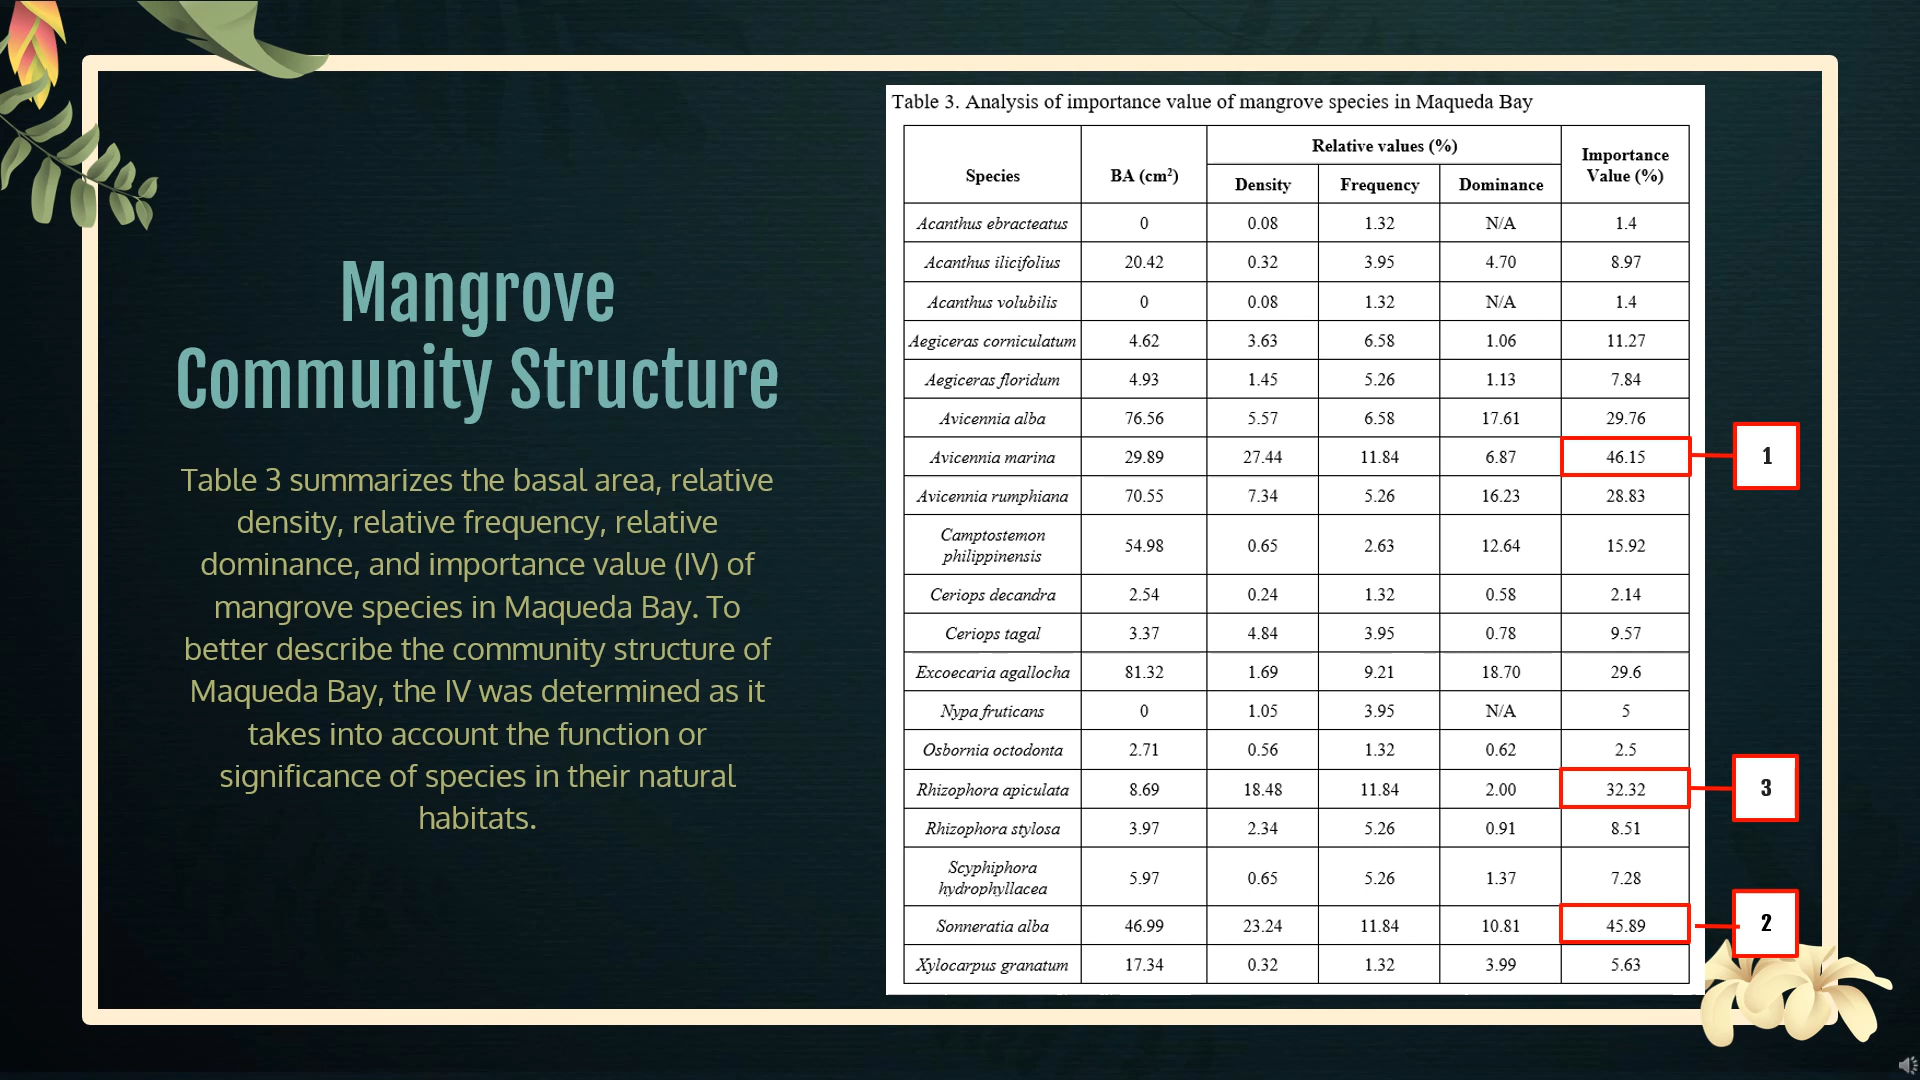 Mangrove
Community Structure
Table 3 summarizes the basal area, relative
density, relative frequency, relative
dominance, and importance value (IV) of
mangrove species in Maqueda Bay. To
better describe the community structure of
Maqueda Bay, the IV was determined as it
takes into account the function or
significance of species in their natural
habitats.
Table 3. Analysis of importance value of mangrove species in Maqueda Bay
Species BA (cm²) Relative values (%) Importance Value (%)
Density Frequency Dominance
Acanthus ebracteatus 0 0.08 1.32 N/A 1.4
Acanthus ilicifolius 20.42 0.32 3.95 4.70 8.97
Acanthus volubilis 0 0.08 1.32 N/A 1.4
Aegiceras corniculatum 4.62 3.63 6.58 1.06 11.27
Aegiceras floridum 4.93 1.45 5.26 1.13 7.84
Avicennia alba 76.56 5.57 6.58 17.61 29.76
Avicennia marina 29.89 27.44 11.84 6.87 46.15 1
Avicennia rumphiana 70.55 7.34 5.26 16.23 28.83
Camptostemon philippinensis 54.98 0.65 2.63 12.64 15.92
Ceriops decandra 2.54 0.24 1.32 0.58 2.14
Ceriops tagal 3.37 4.84 3.95 0.78 9.57
Excoecaria agallocha 81.32 1.69 9.21 18.70 29.6
Nypa fruticans 0 1.05 3.95 N/A 5
Osbornia octodonta 2.71 0.56 1.32 0.62 2.5
Rhizophora apiculata 8.69 18.48 11.84 2.00 32.32 3
Rhizophora stylosa 3.97 2.34 5.26 0.91 8.51
Scyphiphora hydrophyllacea 5.97 0.65 5.26 1.37 7.28
Sonneratia alba 46.99 23.24 11.84 10.81 45.89 2
Xylocarpus granatum 17.34 0.32 1.32 3.99 5.63